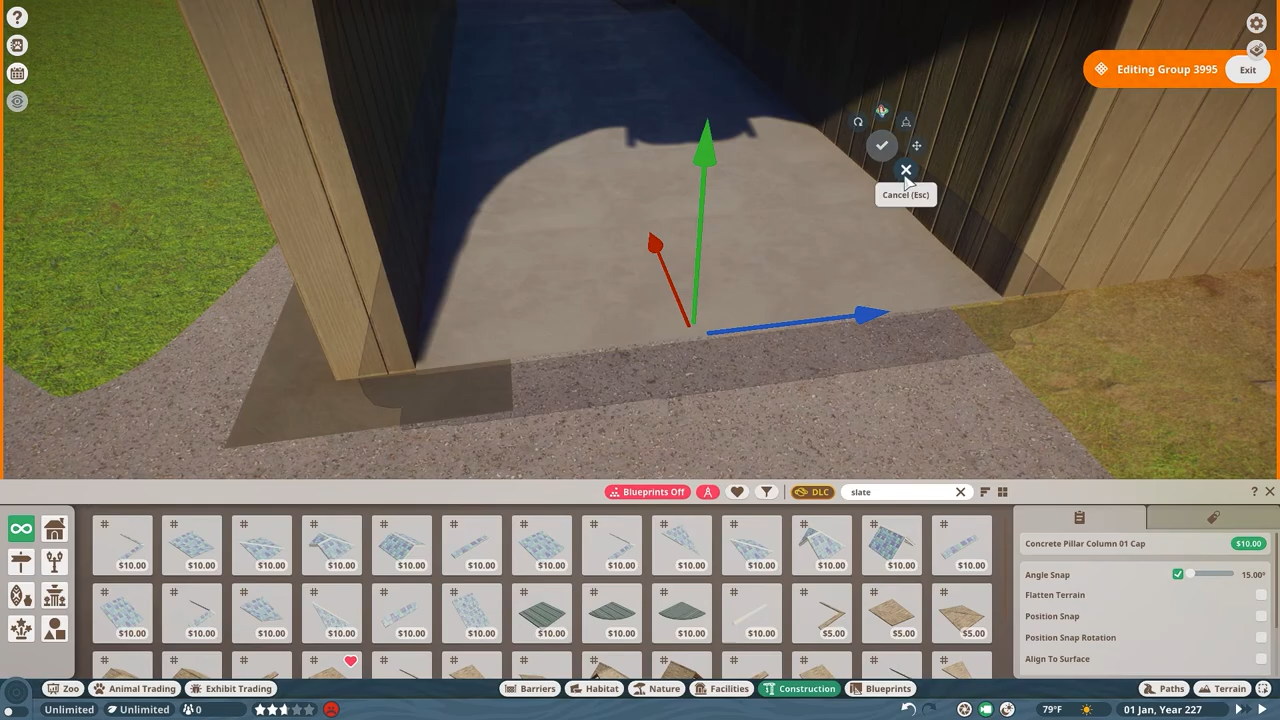 Editing Group 3995
Exit
Cancel (Esc)
Blueprints Off
DLC
slate
$10.00 $10.00 $10.00 $10.00 $10.00 $10.00 $10.00 $10.00 $10.00 $10.00 $10.00 $10.00 $10.00
$10.00 $10.00 $10.00 $10.00 $10.00 $10.00 $10.00 $10.00 $10.00 $10.00 $5.00 $5.00 $5.00
Concrete Pillar Column 01 Cap $10.00
Angle Snap 15.00°
Flatten Terrain
Position Snap
Position Snap Rotation
Align To Surface
Zoo Animal Trading Exhibit Trading Barriers Habitat Nature Facilities Construction Blueprints Paths Terrain
Unlimited Unlimited 0 79°F 01 Jan, Year 227